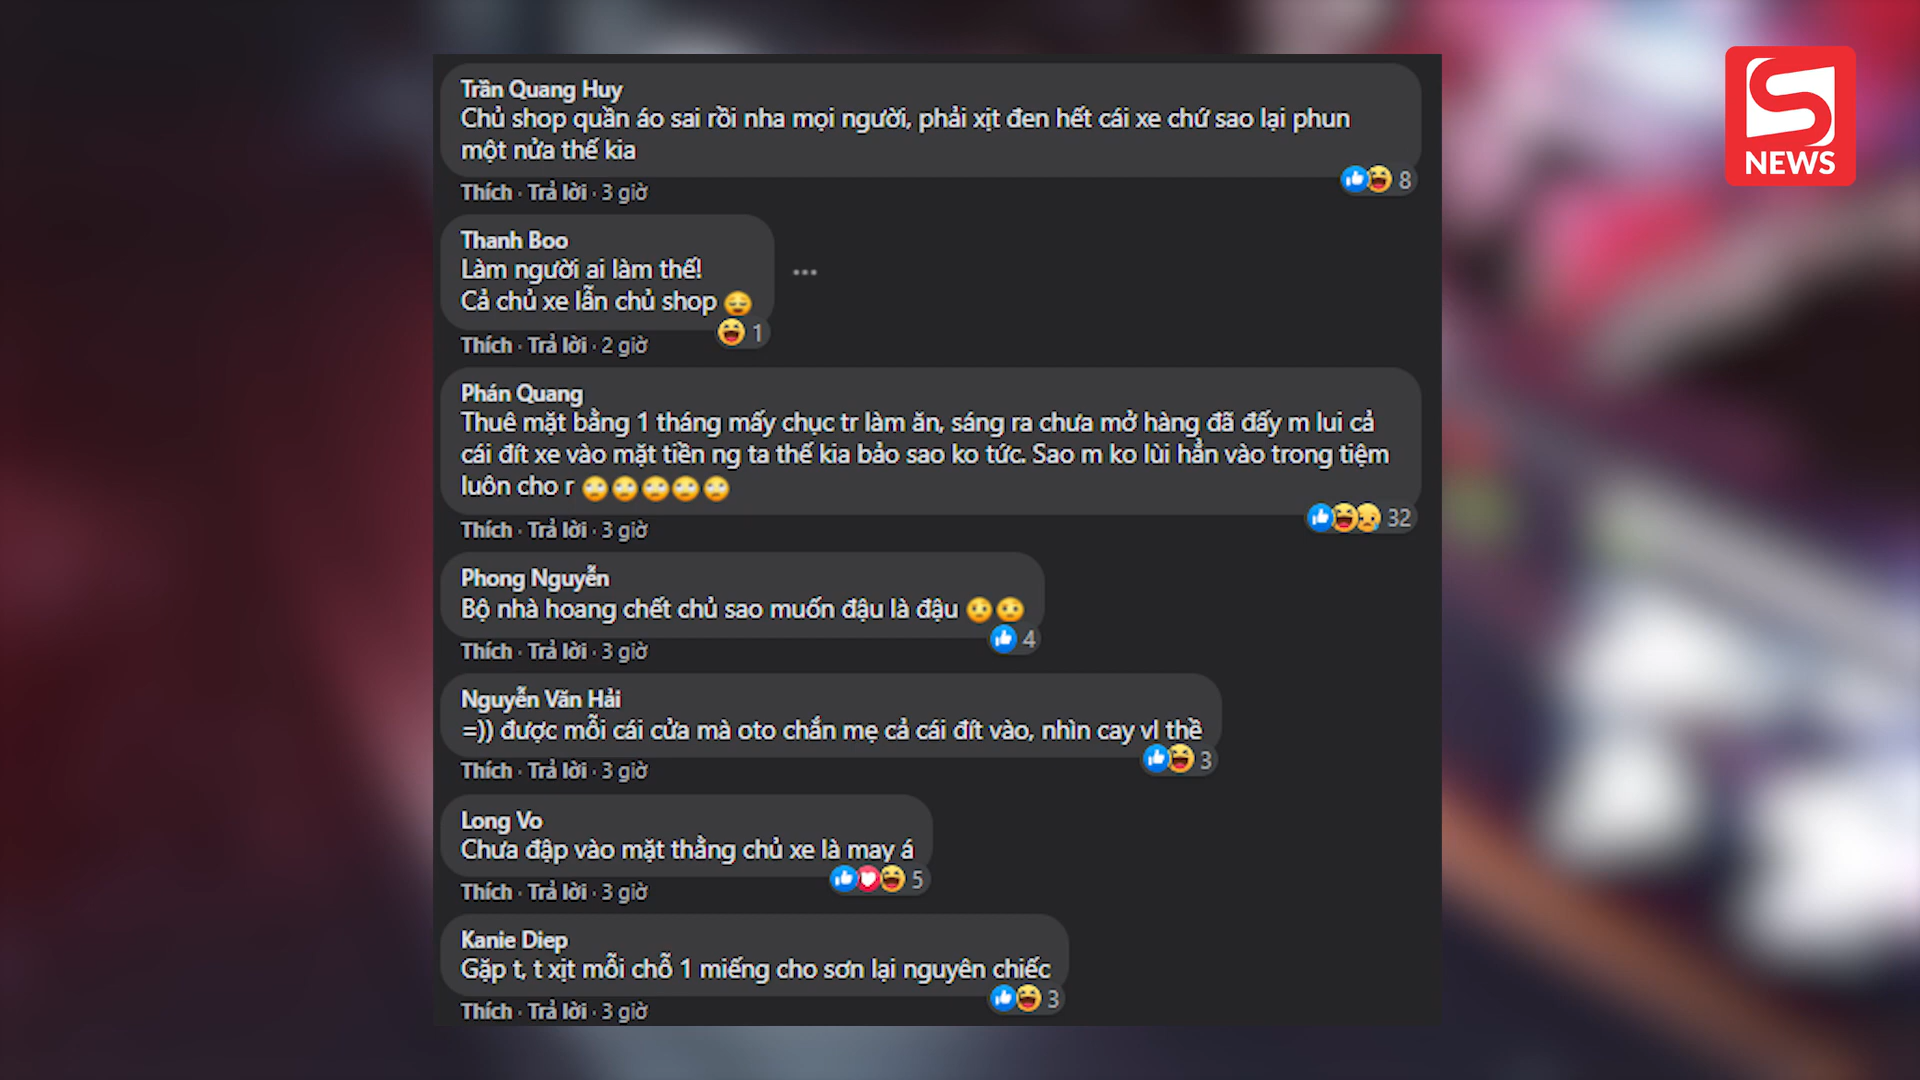 Trần Quang Huy
Chủ shop quần áo sai rồi nha mọi người, phải xịt đen hết cái xe chứ sao lại phun
một nửa thế kia
Thích · Trả lời · 3 giờ
8
Thanh Boo
Làm người ai làm thế!
Cả chủ xe lẫn chủ shop 😔
1
Thích · Trả lời · 2 giờ
Phán Quang
Thuê mặt bằng 1 tháng mấy chục tr làm ăn, sáng ra chưa mở hàng đã đấy m lui cả
cái đít xe vào mặt tiền ng ta thế kia bảo sao ko tức. Sao m ko lùi hẳn vào trong tiệm
luôn cho r 🙄🙄🙄🙄🙄
32
Thích · Trả lời · 3 giờ
Phong Nguyễn
Bộ nhà hoang chết chủ sao muốn đậu là đậu 🥺🥺
4
Thích · Trả lời · 3 giờ
Nguyễn Văn Hải
=)) được mỗi cái cửa mà oto chắn mẹ cả cái đít vào, nhìn cay vl thề
3
Thích · Trả lời · 3 giờ
Long Vo
Chưa đập vào mặt thằng chủ xe là may á
5
Thích · Trả lời · 3 giờ
Kanie Diep
Gặp t, t xịt mỗi chỗ 1 miếng cho sơn lại nguyên chiếc
3
Thích · Trả lời · 3 giờ
S
NEWS